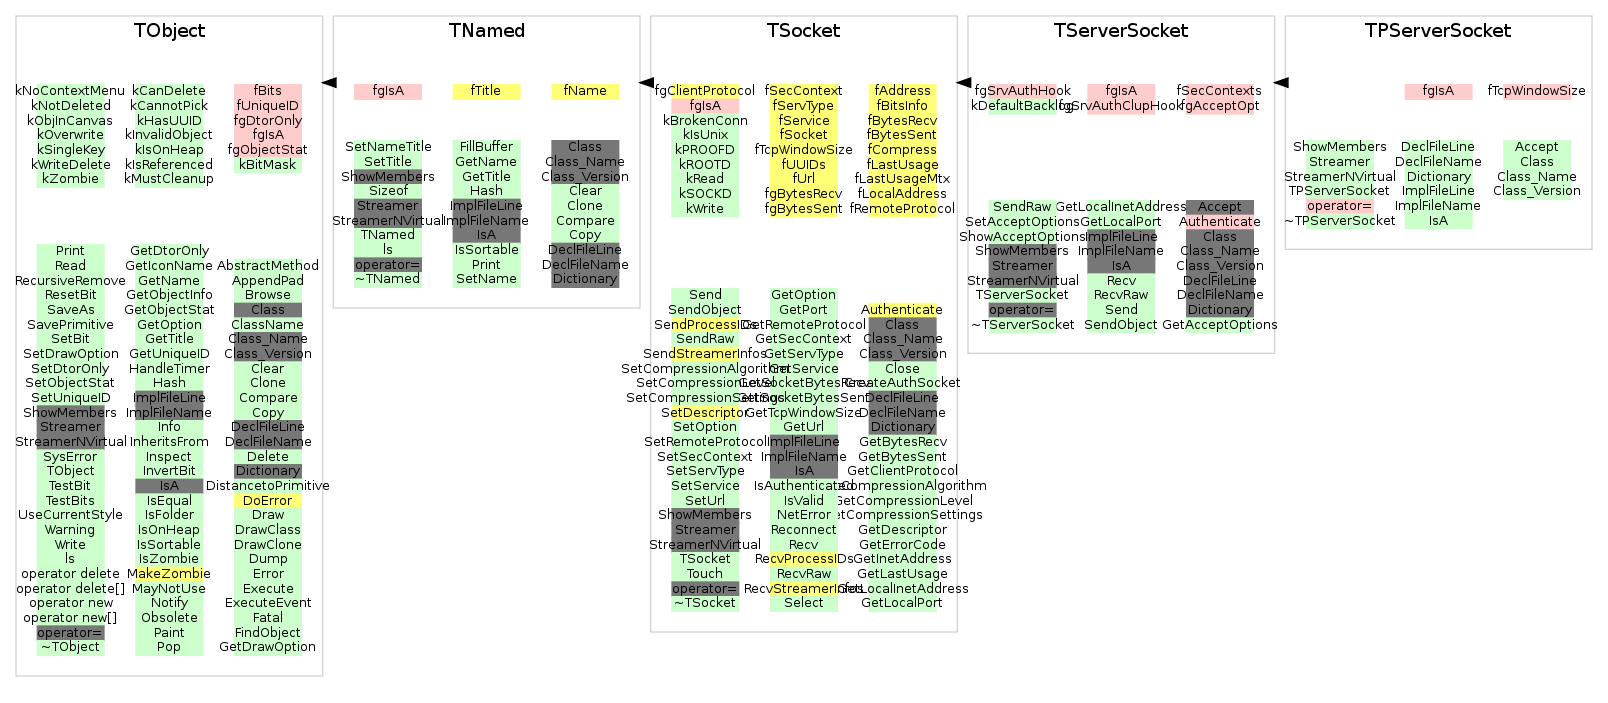 TObject
kNoContextMenu kCanDelete fBits
kNotDeleted kCannotPick fUniqueID
kObjInCanvas kHasUUID fgDtorOnly
kOverwrite kInvalidObject fgIsA
kSingleKey kIsOnHeap fgObjectStat
kWriteDelete kIsReferenced kBitMask
kZombie kMustCleanup
Print GetDtorOnly
Read GetIconName AbstractMethod
RecursiveRemove GetName AppendPad
ResetBit GetObjectInfo Browse
SaveAs GetObjectStat Class
SavePrimitive GetOption ClassName
SetBit GetTitle Class_Name
SetDrawOption GetUniqueID Class_Version
SetDtorOnly HandleTimer Clear
SetObjectStat Hash Clone
SetUniqueID ImplFileLine Compare
ShowMembers ImplFileName Copy
Streamer Info DeclFileLine
StreamerNVirtual InheritsFrom DeclFileName
SysError Inspect Delete
TObject InvertBit Dictionary
TestBit IsA DistancetoPrimitive
TestBits IsEqual DoError
UseCurrentStyle IsFolder Draw
Warning IsOnHeap DrawClass
Write IsSortable DrawClone
ls IsZombie Dump
operator delete MakeZombie Error
operator delete[] MayNotUse Execute
operator new Notify ExecuteEvent
operator new[] Obsolete Fatal
operator= Paint FindObject
~TObject Pop GetDrawOption
TNamed
fgIsA fTitle fName
SetNameTitle FillBuffer Class
SetTitle GetName Class_Name
ShowMembers GetTitle Class_Version
Sizeof Hash Clear
Streamer ImplFileLine Clone
StreamerNVirtual ImplFileName Compare
TNamed IsA Copy
ls IsSortable DeclFileLine
operator= Print DeclFileName
~TNamed SetName Dictionary
TSocket
fgClientProtocol fSecContext fAddress
fgIsA fServType fBitsInfo
kBrokenConn fService fBytesRecv
kIsUnix fSocket fBytesSent
kPROOFD fTcpWindowSize fCompress
kROOTD fUUIDs fLastUsage
kRead fUrl fLastUsageMtx
kSOCKD fgBytesRecv fLocalAddress
kWrite fgBytesSent fRemoteProtocol
Send GetOption
SendObject GetPort Authenticate
SendProcessIDs GetRemoteProtocol Class
SendRaw GetSecContext Class_Name
SendStreamerInfos GetServType Class_Version
SetCompressionAlgorithm GetService Close
SetCompressionLevel GetSocketBytesRecv CreateAuthSocket
SetCompressionSettings GetSocketBytesSent DeclFileLine
SetDescriptor GetTcpWindowSize DeclFileName
SetOption GetUrl Dictionary
SetRemoteProtocol ImplFileLine GetBytesRecv
SetSecContext ImplFileName GetBytesSent
SetServType IsA GetClientProtocol
SetService IsAuthenticated CompressionAlgorithm
SetUrl IsValid GetCompressionLevel
ShowMembers NetError etCompressionSettings
Streamer Reconnect GetDescriptor
StreamerNVirtual Recv GetErrorCode
TSocket RecvProcessIDs GetInetAddress
Touch RecvRaw GetLastUsage
operator= RecvStreamerInfos GetLocalInetAddress
~TSocket Select GetLocalPort
TServerSocket
fgSrvAuthHook fgIsA fSecContexts
kDefaultBacklog fgSrvAuthClupHook fgAcceptOpt
SendRaw GetLocalInetAddress Accept
SetAcceptOptions GetLocalPort Authenticate
ShowAcceptOptions ImplFileLine Class
ShowMembers ImplFileName Class_Name
Streamer IsA Class_Version
StreamerNVirtual Recv DeclFileLine
TServerSocket RecvRaw DeclFileName
operator= Send Dictionary
~TServerSocket SendObject GetAcceptOptions
TPServerSocket
fgIsA fTcpWindowSize
ShowMembers DeclFileLine Accept
Streamer DeclFileName Class
StreamerNVirtual Dictionary Class_Name
TPServerSocket ImplFileLine Class_Version
operator= ImplFileName
~TPServerSocket IsA